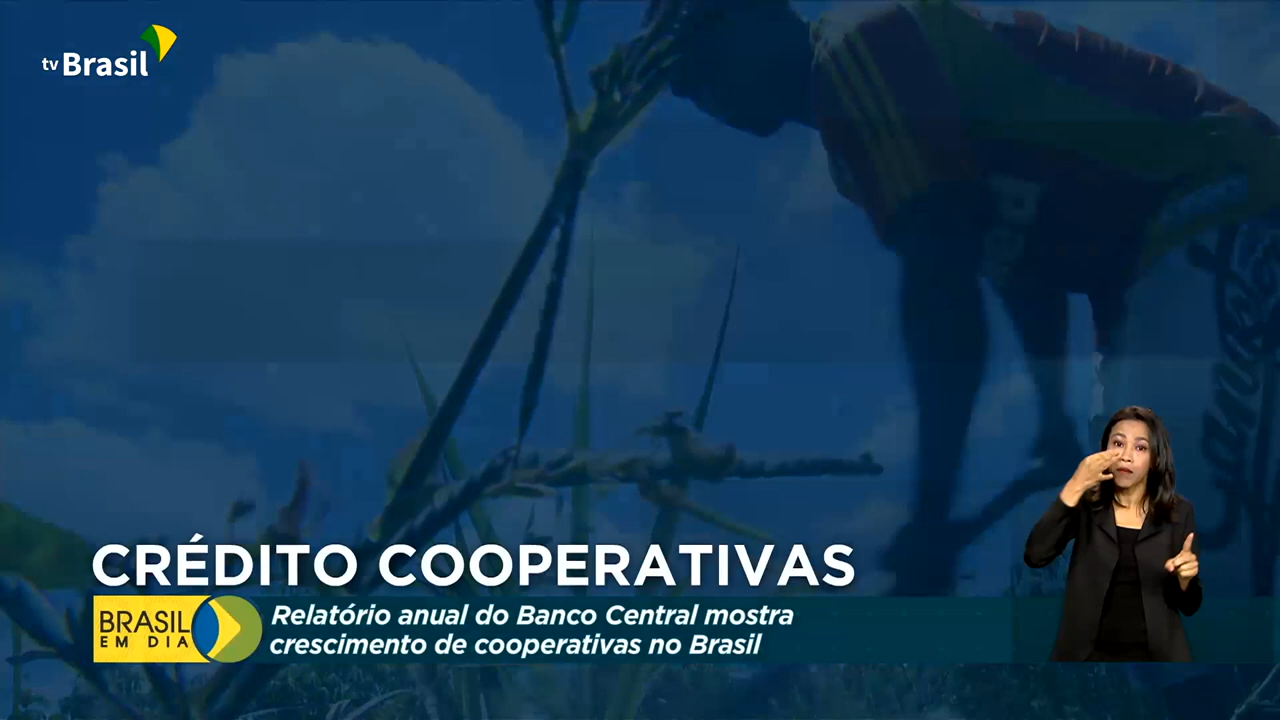 tv Brasil
CRÉDITO COOPERATIVAS
BRASIL
EM DIA
Relatório anual do Banco Central mostra
crescimento de cooperativas no Brasil